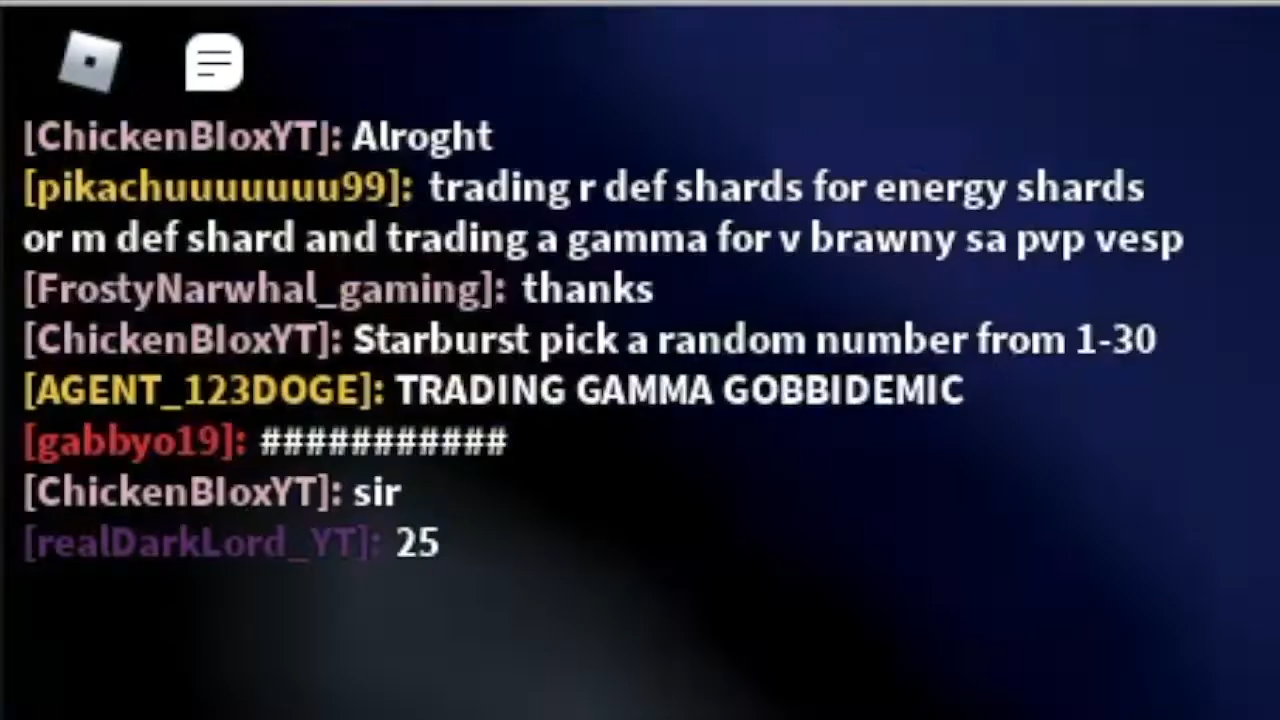 [ChickenBloxYT]: Alroght
[pikachuuuuuuu99]: trading r def shards for energy shards
or m def shard and trading a gamma for v brawny sa pvp vesp
[FrostyNarwhal_gaming]: thanks
[ChickenBloxYT]: Starburst pick a random number from 1-30
[AGENT_123DOGE]: TRADING GAMMA GOBBIDEMIC
[gabbyo19]: ###########
[ChickenBloxYT]: sir
[realDarkLord_YT]: 25